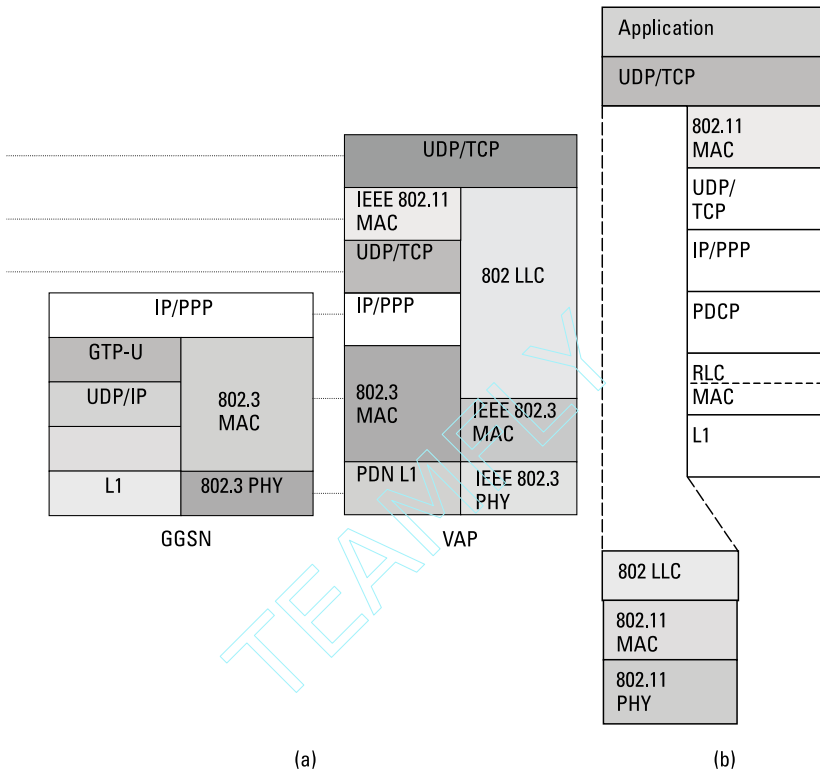 IP/PPP
GTP-U
UDP/IP
802.3
MAC
L1
802.3 PHY
GGSN
UDP/TCP
IEEE 802.11
MAC
UDP/TCP
IP/PPP
802.3
MAC
PDN L1
802 LLC
IEEE 802.3
MAC
IEEE 802.3
PHY
VAP
(a)
Application
UDP/TCP
802.11
MAC
UDP/
TCP
IP/PPP
PDCP
RLC
MAC
L1
802 LLC
802.11
MAC
802.11
PHY
(b)
TEAMFLY